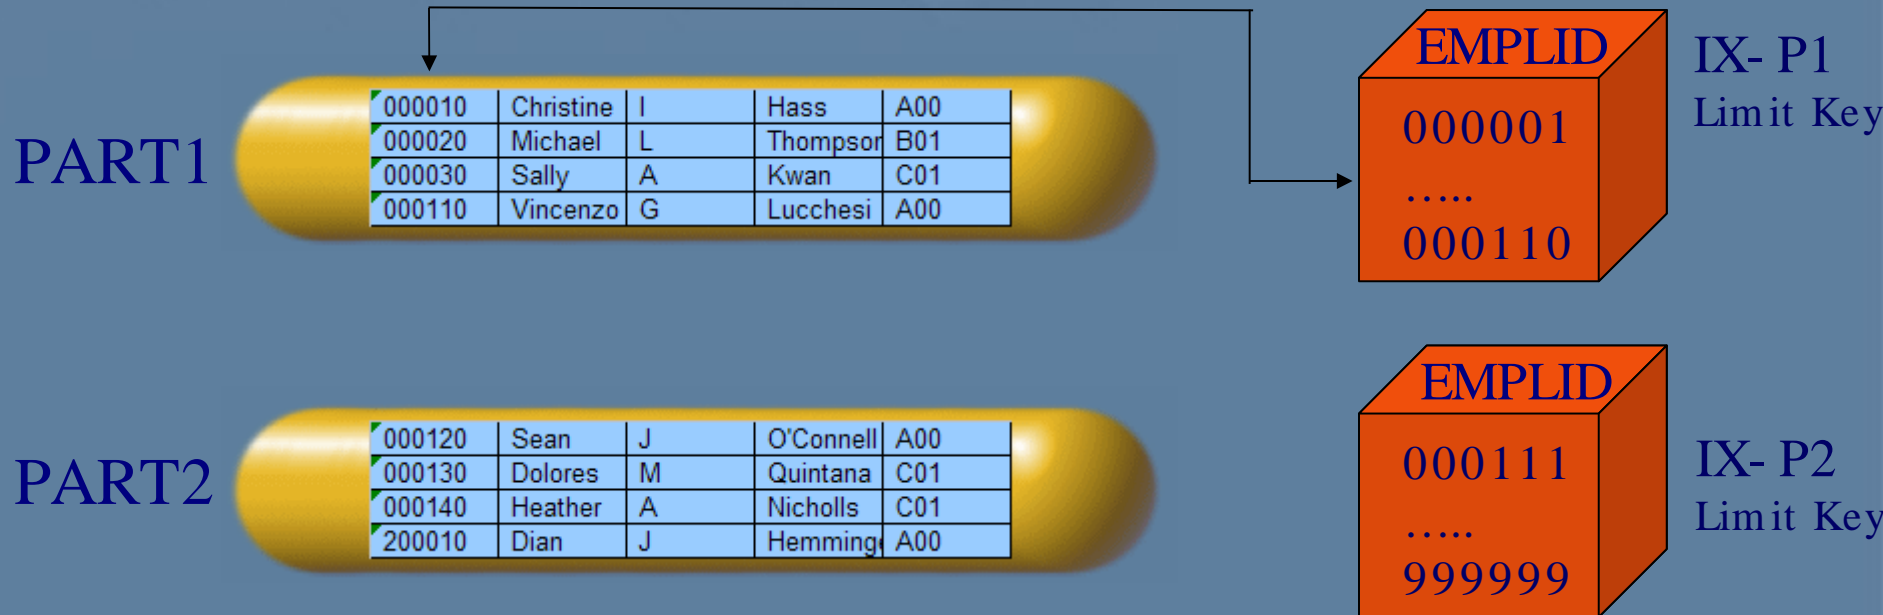 EMPLID
IX- P1
Limit Key
000001
.....
000110
PART1
000010 Christine I Hass A00
000020 Michael L Thompson B01
000030 Sally A Kwan C01
000110 Vincenzo G Lucchesi A00
EMPLID
IX- P2
Limit Key
000111
.....
999999
PART2
000120 Sean J O'Connell A00
000130 Dolores M Quintana C01
000140 Heather A Nicholls C01
200010 Dian J Hemming A00